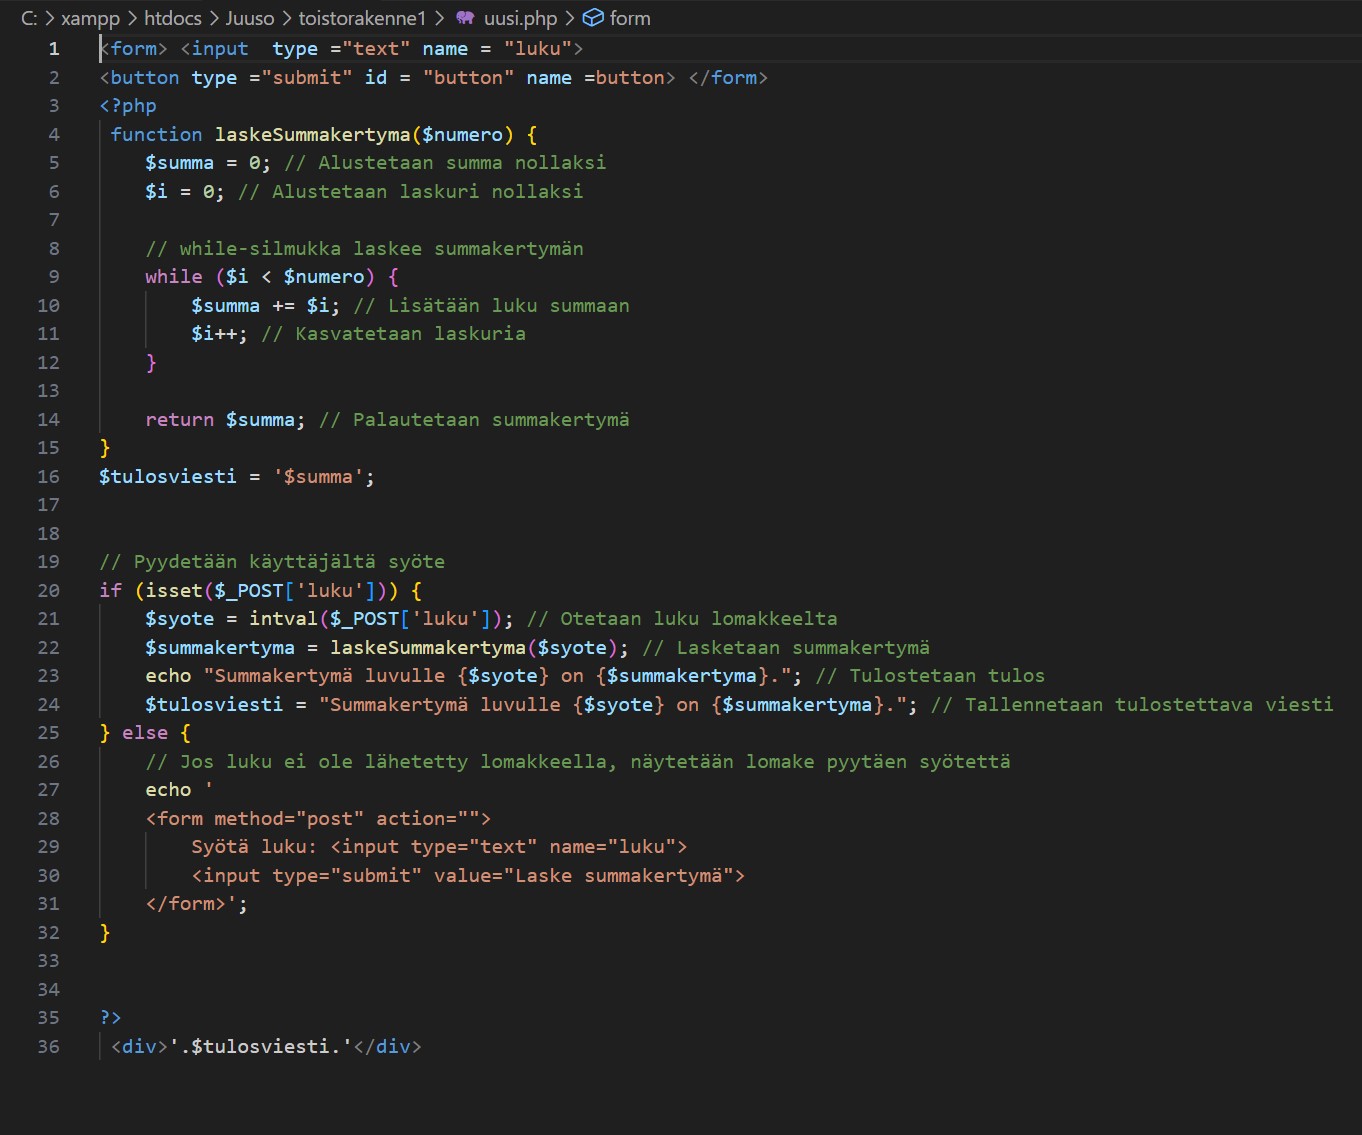 C: > xampp > htdocs > Juuso > toistorakenne1 > uusi.php > form
1 <form> <input  type ="text" name = "luku">
2 <button type ="submit" id = "button" name =button> </form>
3 <?php
4  function laskeSummakertyma($numero) {
5     $summa = 0; // Alustetaan summa nollaksi
6     $i = 0; // Alustetaan laskuri nollaksi
7
8     // while-silmukka laskee summakertymän
9     while ($i < $numero) {
10         $summa += $i; // Lisätään luku summaan
11         $i++; // Kasvatetaan laskuria
12     }
13
14     return $summa; // Palautetaan summakertymä
15 }
16 $tulosviesti = '$summa';
17
18
19 // Pyydetään käyttäjältä syöte
20 if (isset($_POST['luku'])) {
21     $syote = intval($_POST['luku']); // Otetaan luku lomakkeelta
22     $summakertyma = laskeSummakertyma($syote); // Lasketaan summakertymä
23     echo "Summakertymä luvulle {$syote} on {$summakertyma}."; // Tulostetaan tulos
24     $tulosviesti = "Summakertymä luvulle {$syote} on {$summakertyma}."; // Tallennetaan tulostettava viesti
25 } else {
26     // Jos luku ei ole lähetetty lomakkeella, näytetään lomake pyytäen syötettä
27     echo '
28     <form method="post" action="">
29         Syötä luku: <input type="text" name="luku">
30         <input type="submit" value="Laske summakertymä">
31     </form>';
32 }
33
34
35 ?>
36  <div>'.$tulosviesti.'</div>